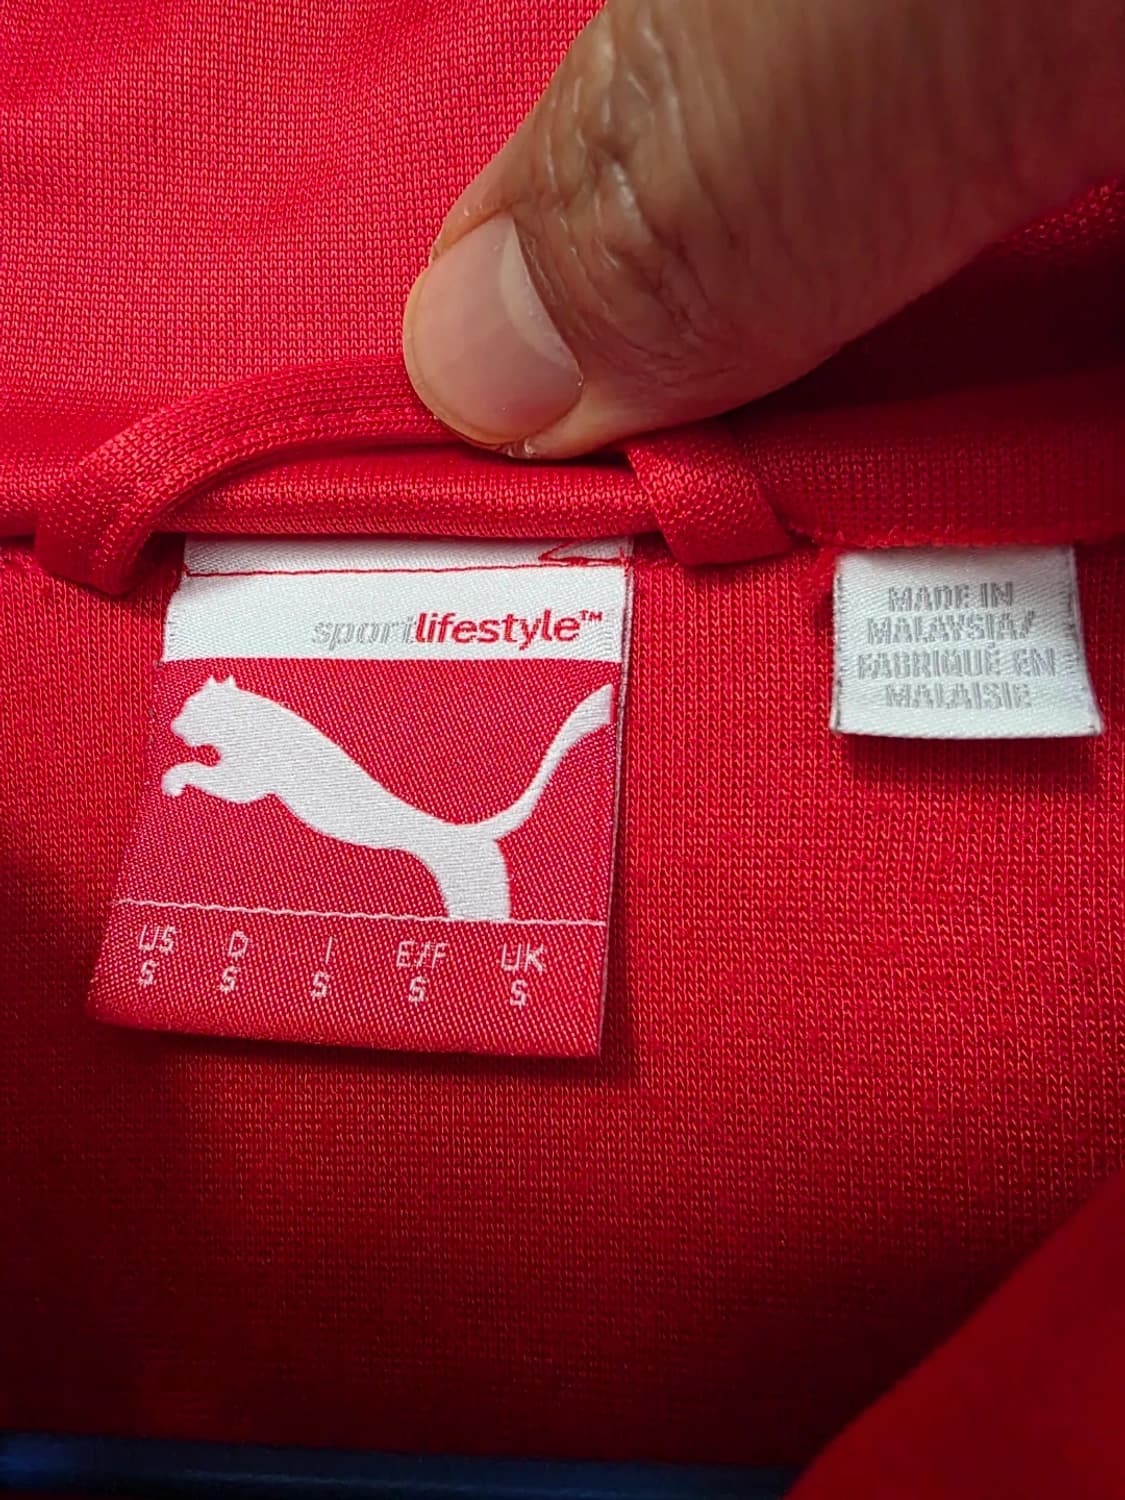 sportlifestyle™
US D I E/F UK
S S S S S
MADE IN
MALAYSIA/
FABRIQUÉ EN
MALAISIE